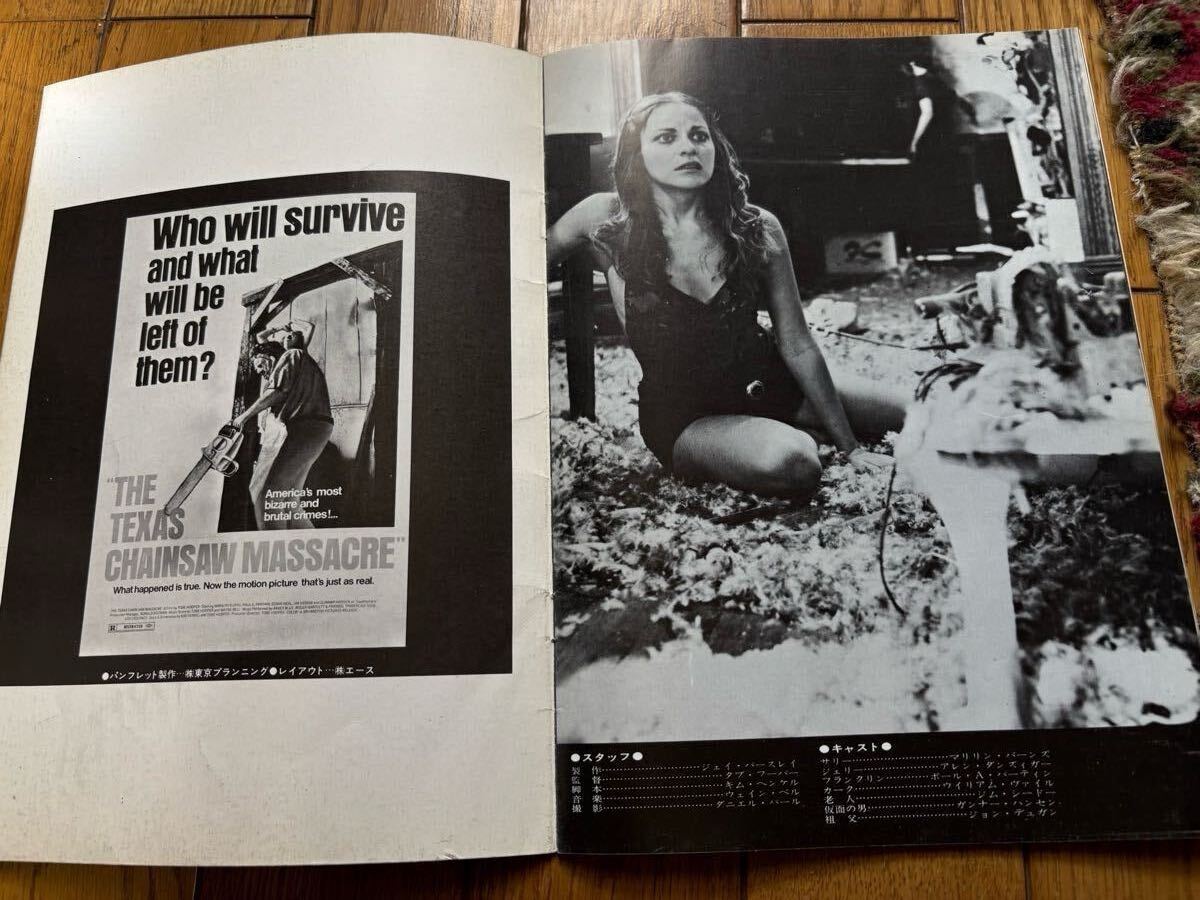 Who will survive
and what
will be
left of
them?
America's most
bizarre and
brutal crimes!...
"THE
TEXAS
CHAINSAW MASSACRE"
What happened is true. Now the motion picture that's just as real.
R RESTRICTED
●パンフレット製作…㈱東京プランニング●レイアウト…㈱エース
●スタッフ●
製作………ジェイ・パースレイ
監督………タブ・フーパー
脚本………キム・ヘンケル
音楽………ウェイン・ベル
撮影………ダニエル・パール
●キャスト●
サリー………マリリン・バーンズ
ジェリー………アレン・ダンズィガー
フランクリン………ポール・A・パーティン
カーク………ウイリアム・ヴァイル
老人………ジム・シードー
仮面の男………ガンナー・ハンセン
祖父………ジョン・デュガン